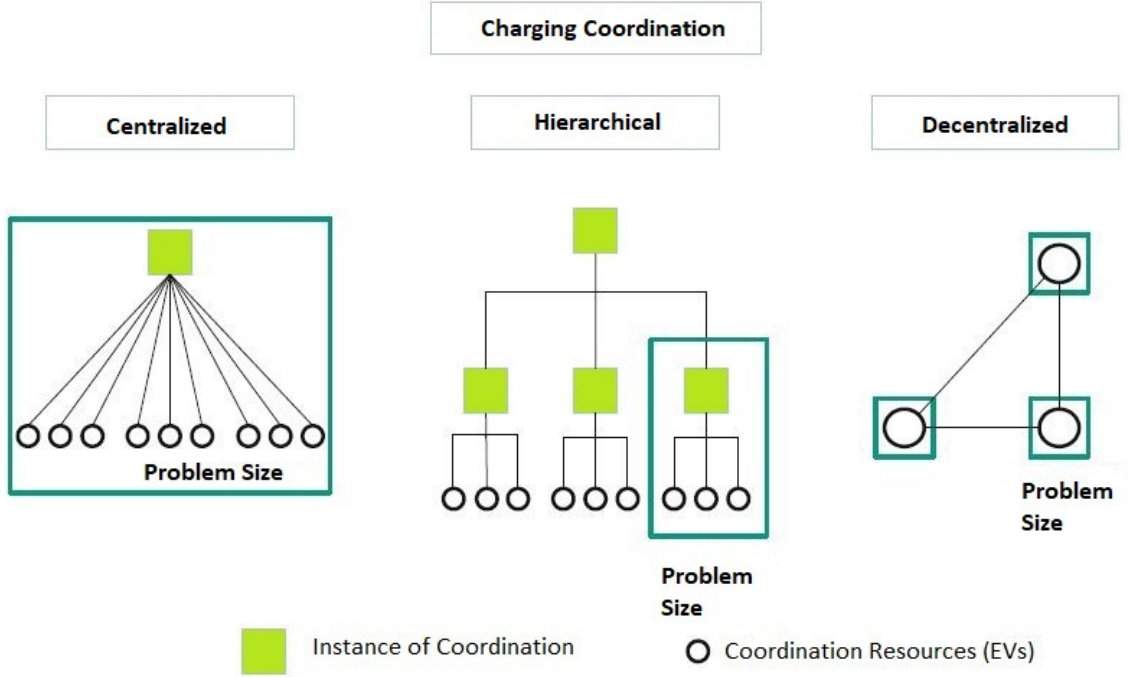 Charging Coordination
Centralized
Hierarchical
Decentralized
Problem Size
Problem
Size
Problem
Size
Instance of Coordination
Coordination Resources (EVs)